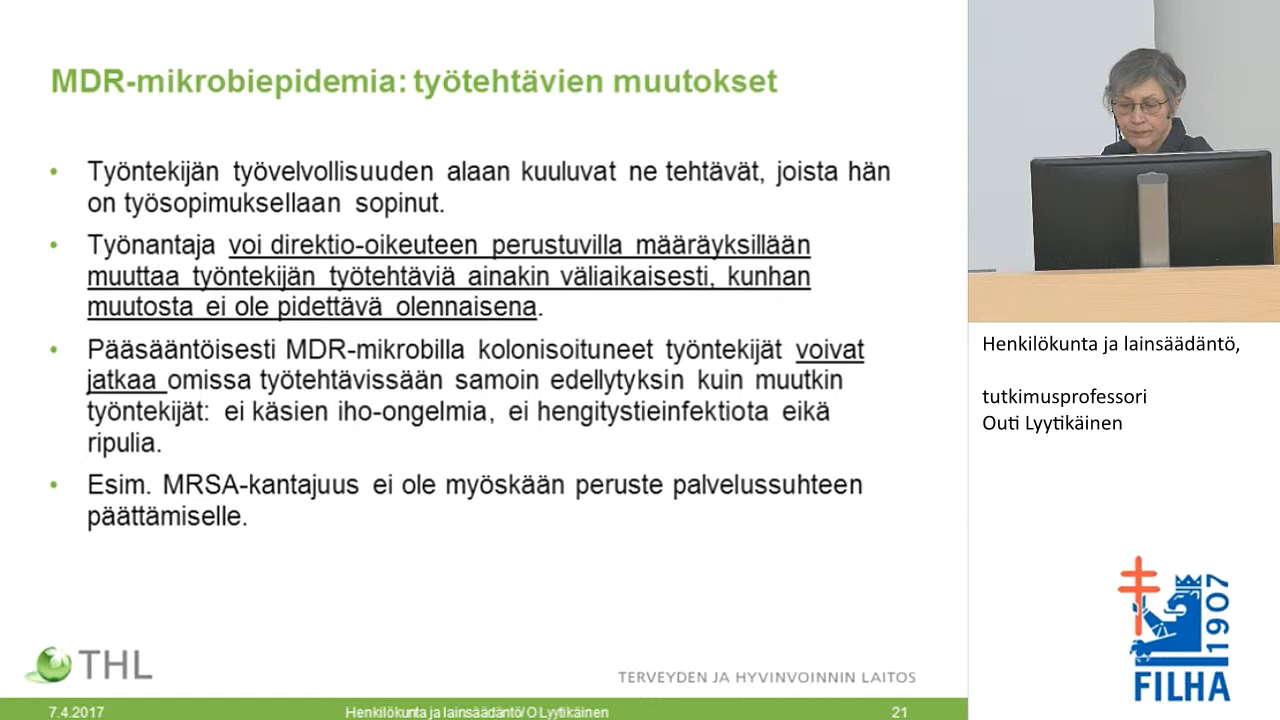 MDR-mikrobiepidemia: työtehtävien muutokset
• Työntekijän työvelvollisuuden alaan kuuluvat ne tehtävät, joista hän
on työsopimuksellaan sopinut.
• Työnantaja voi direktio-oikeuteen perustuvilla määräyksillään
muuttaa työntekijän työtehtäviä ainakin väliaikaisesti, kunhan
muutosta ei ole pidettävä olennaisena.
• Pääsääntöisesti MDR-mikrobilla kolonisoituneet työntekijät voivat
jatkaa omissa työtehtävissään samoin edellytyksin kuin muutkin
työntekijät: ei käsien iho-ongelmia, ei hengitystieinfektiota eikä
ripulia.
• Esim. MRSA-kantajuus ei ole myöskään peruste palvelussuhteen
päättämiselle.
THL
TERVEYDEN JA HYVINVOINNIN LAITOS
7.4.2017
Henkilökunta ja lainsäädäntö/ O Lyytikäinen
21
Henkilökunta ja lainsäädäntö,
tutkimusprofessori
Outi Lyytikäinen
1907
FILHA